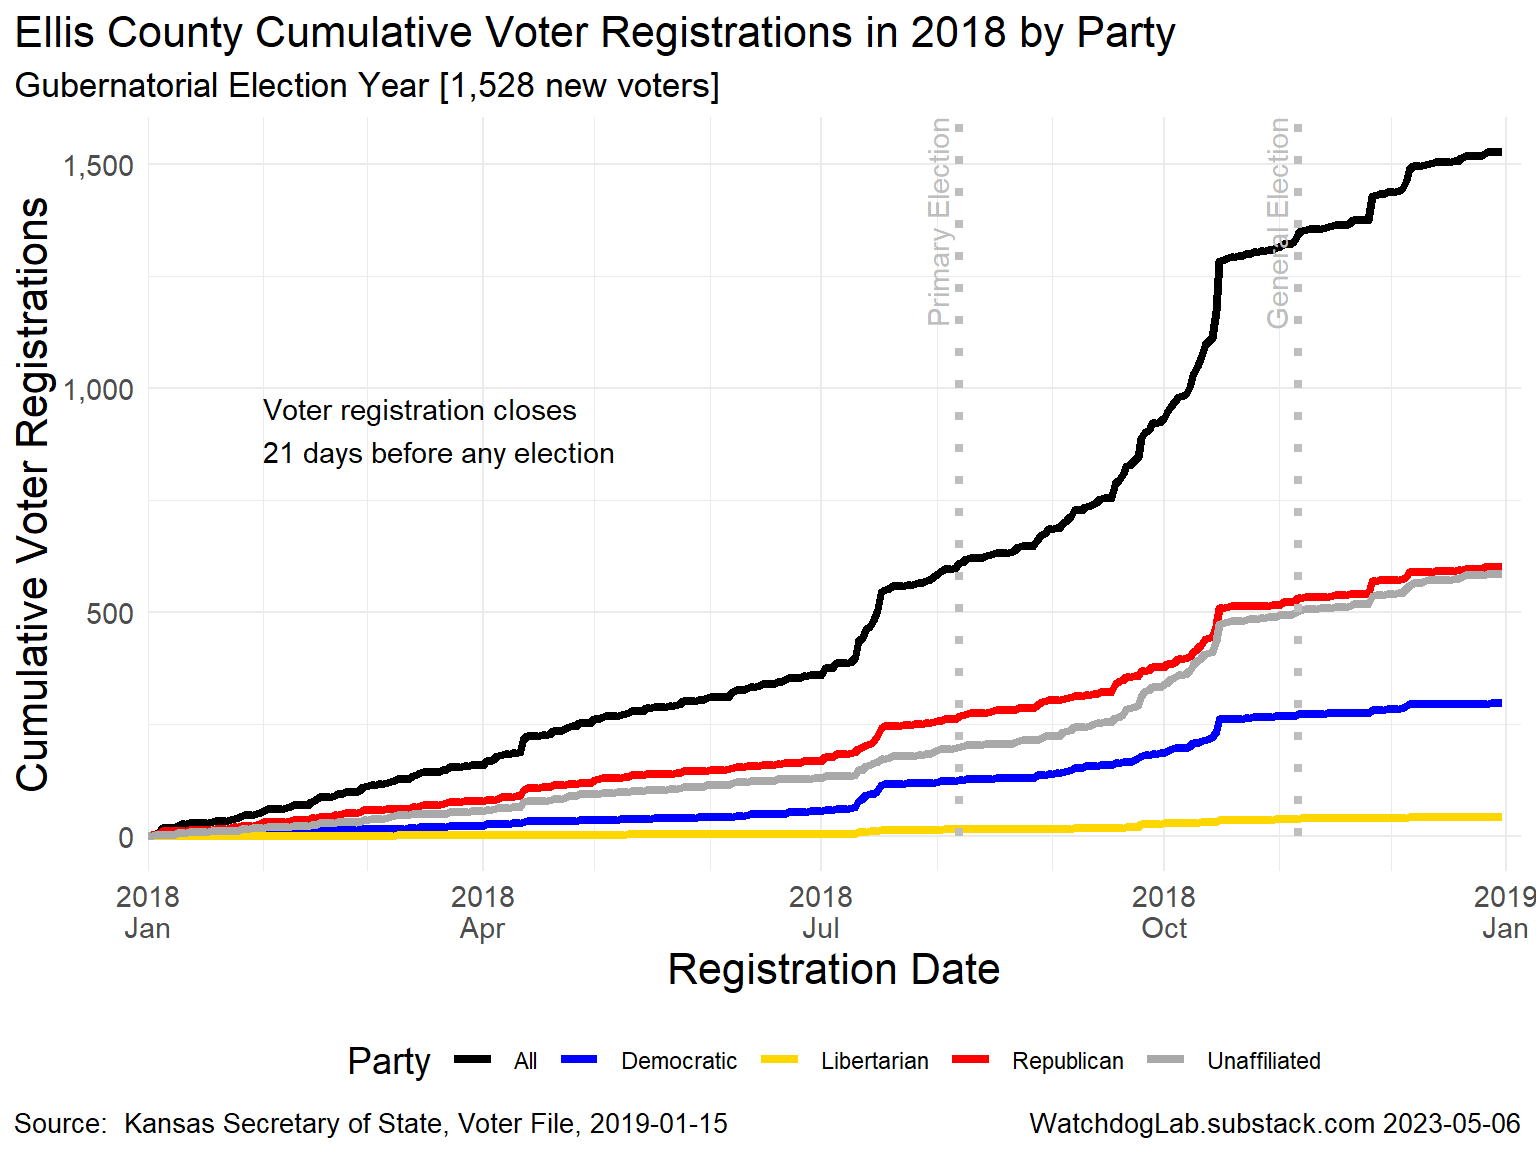 Ellis County Cumulative Voter Registrations in 2018 by Party
Gubernatorial Election Year [1,528 new voters]
Cumulative Voter Registrations
1,500
1,000
500
0
Primary Election
General Election
Voter registration closes
21 days before any election
2018 2018 2018 2018 2019
Jan Apr Jul Oct Jan
Registration Date
Party All Democratic Libertarian Republican Unaffiliated
Source:  Kansas Secretary of State, Voter File, 2019-01-15
WatchdogLab.substack.com 2023-05-06